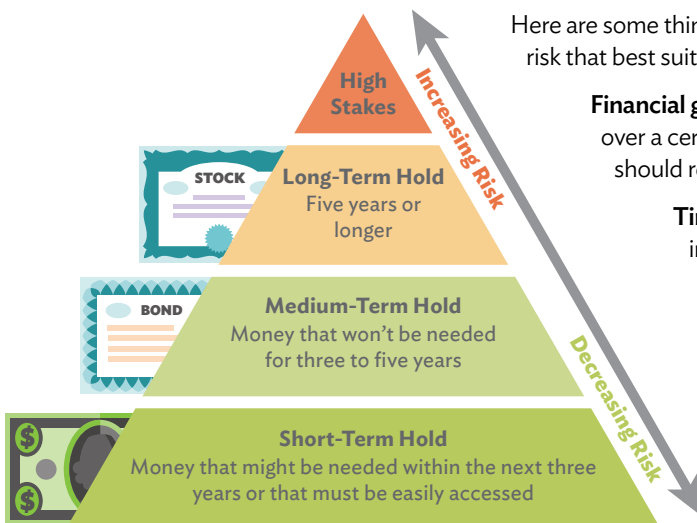 Here are some thin
risk that best suit
Financial g
over a cer
should re
Tir
in
High
Stakes
Increasing Risk
STOCK
Long-Term Hold
Five years or
longer
BOND
Medium-Term Hold
Money that won't be needed
for three to five years
Decreasing Risk
$
$
Short-Term Hold
Money that might be needed within the next three
years or that must be easily accessed